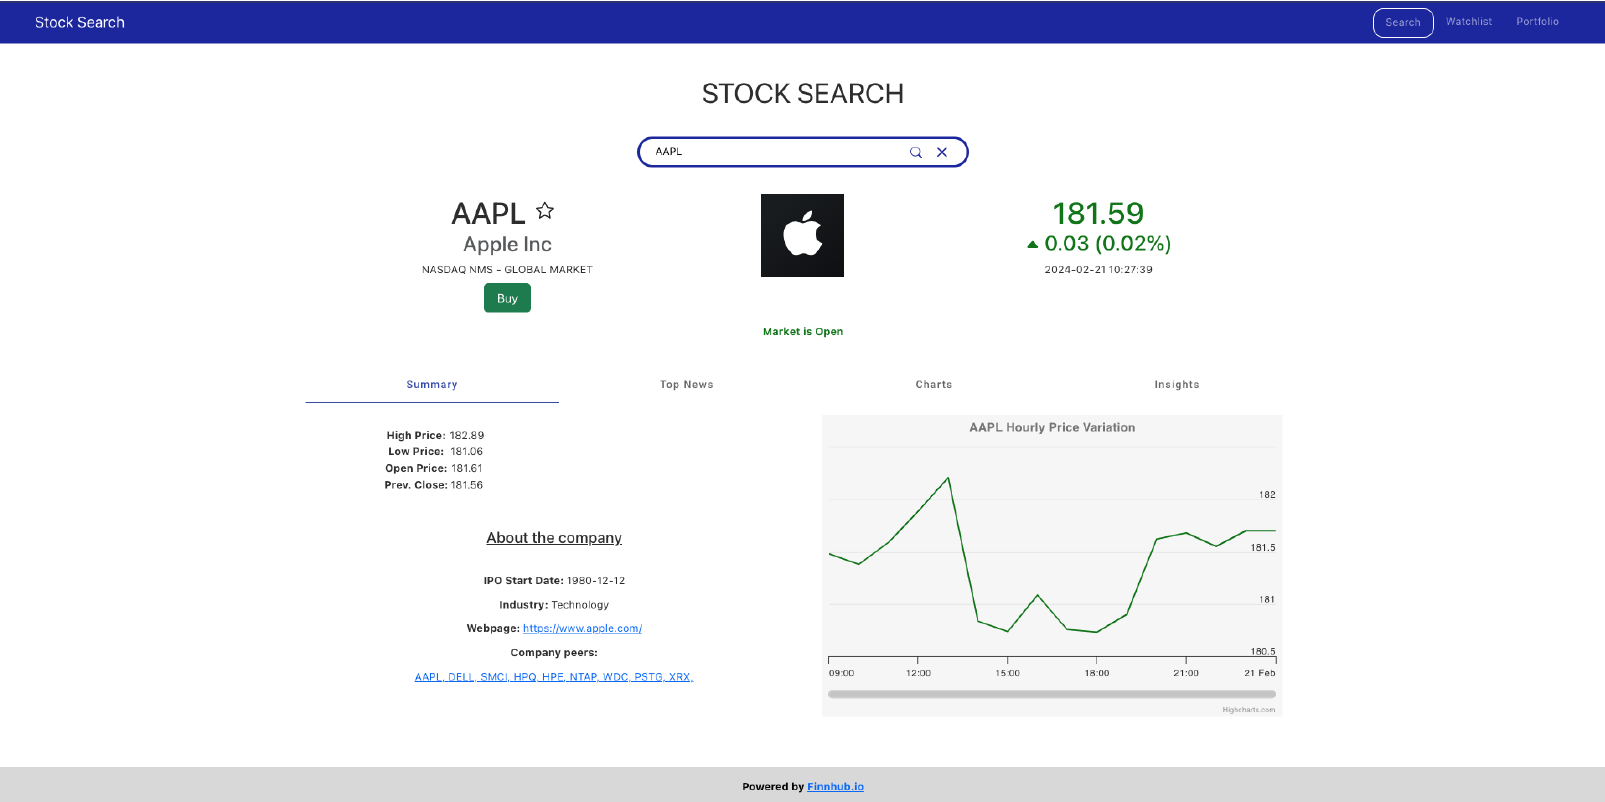 Stock Search
Search Watchlist Portfolio
STOCK SEARCH
AAPL
AAPL
Apple Inc
NASDAQ NMS - GLOBAL MARKET
Buy
181.59
0.03 (0.02%)
2024-02-21 10:27:39
Market is Open
Summary Top News Charts Insights
High Price: 182.89
Low Price: 181.06
Open Price: 181.61
Prev. Close: 181.56
About the company
IPO Start Date: 1980-12-12
Industry: Technology
Webpage: https://www.apple.com/
Company peers:
AAPL, DELL, SMCI, HPQ, HPE, NTAP, WDC, PSTG, XRX,
AAPL Hourly Price Variation
182
181.5
181
180.5
09:00 12:00 15:00 18:00 21:00 21 Feb
Highcharts.com
Powered by Finnhub.io